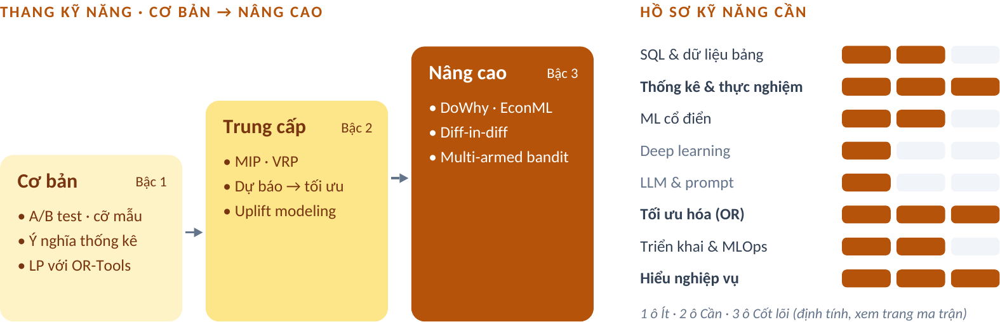 THANG KỸ NĂNG · CƠ BẢN → NÂNG CAO
Cơ bản Bậc 1
• A/B test · cỡ mẫu
• Ý nghĩa thống kê
• LP với OR-Tools
Trung cấp Bậc 2
• MIP · VRP
• Dự báo → tối ưu
• Uplift modeling
Nâng cao Bậc 3
• DoWhy · EconML
• Diff-in-diff
• Multi-armed bandit
HỒ SƠ KỸ NĂNG CẦN
SQL & dữ liệu bảng
Thống kê & thực nghiệm
ML cổ điển
Deep learning
LLM & prompt
Tối ưu hóa (OR)
Triển khai & MLOps
Hiểu nghiệp vụ
1 ô Ít · 2 ô Cần · 3 ô Cốt lõi (định tính, xem trang ma trận)